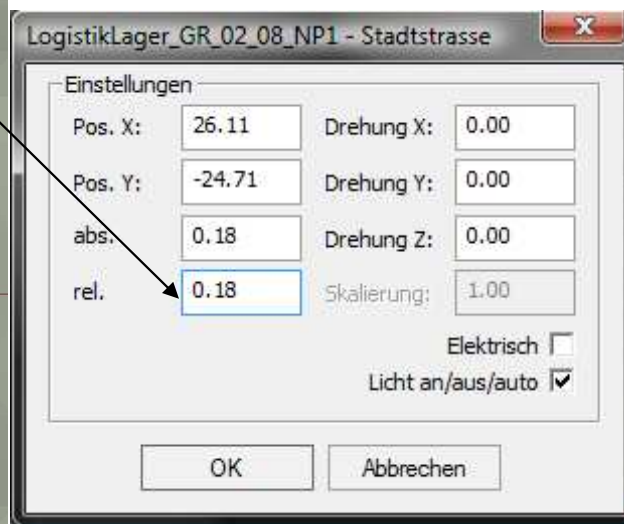 LogistikLager_GR_02_08_NP1 - Stadtstrasse
Einstellungen
Pos. X: 26.11 Drehung X: 0.00
Pos. Y: -24.71 Drehung Y: 0.00
abs. 0.18 Drehung Z: 0.00
rel. 0.18 Skalierung: 1.00
Elektrisch
Licht an/aus/auto
OK Abbrechen